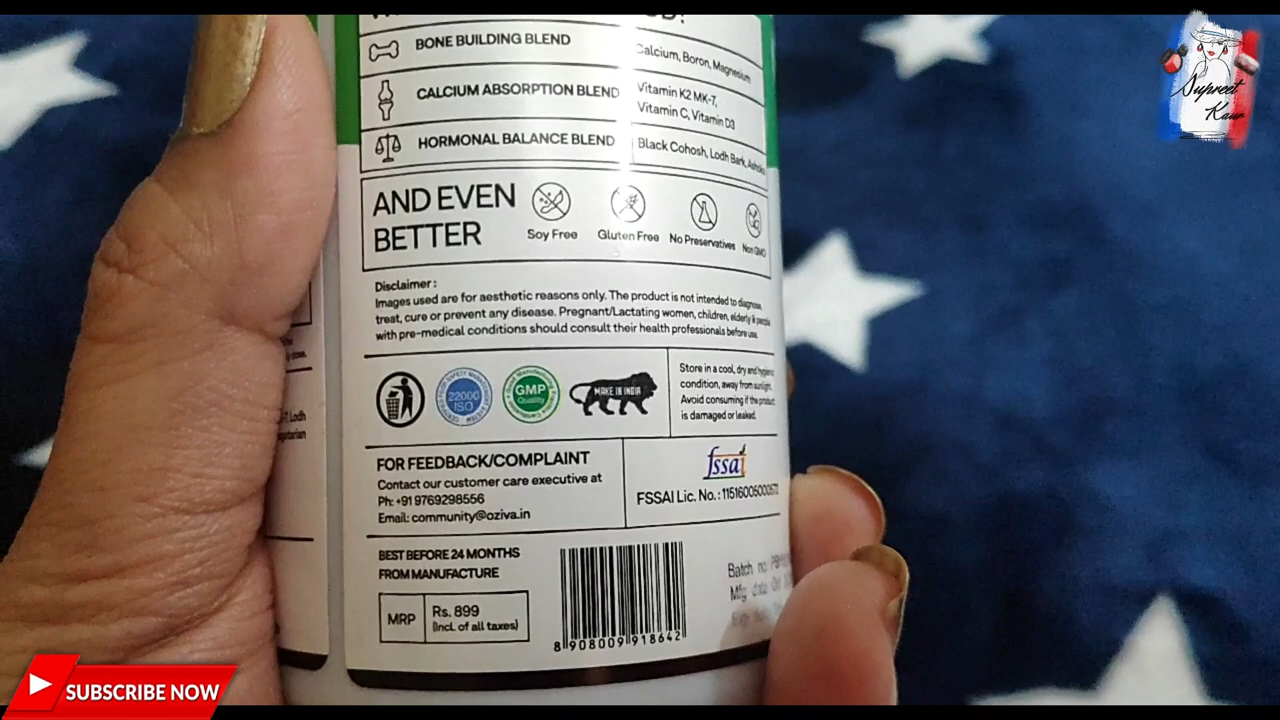 BONE BUILDING BLEND
Calcium, Boron, Magnesium
CALCIUM ABSORPTION BLEND
Vitamin K2 MK-7,
Vitamin C, Vitamin D3
HORMONAL BALANCE BLEND
Black Cohosh, Lodh Bark, Ashoka
AND EVEN
BETTER
Soy Free
Gluten Free
No Preservatives
Non GMO
Disclaimer :
Images used are for aesthetic reasons only. The product is not intended to diagnose,
treat, cure or prevent any disease. Pregnant/Lactating women, children, elderly & people
with pre-medical conditions should consult their health professionals before use.
22000
ISO
GMP
Quality
MAKE IN INDIA
Store in a cool, dry and hygienic
condition, away from sunlight.
Avoid consuming if the product
is damaged or leaked.
FOR FEEDBACK/COMPLAINT
Contact our customer care executive at
Ph: +91 9769298556
Email: community@oziva.in
fssai
FSSAI Lic. No. : 11516005000
BEST BEFORE 24 MONTHS
FROM MANUFACTURE
MRP
Rs. 899
(Incl. of all taxes)
8 908009 918642
Batch no
Mfg date
Supreet
Kaur
SUBSCRIBE NOW